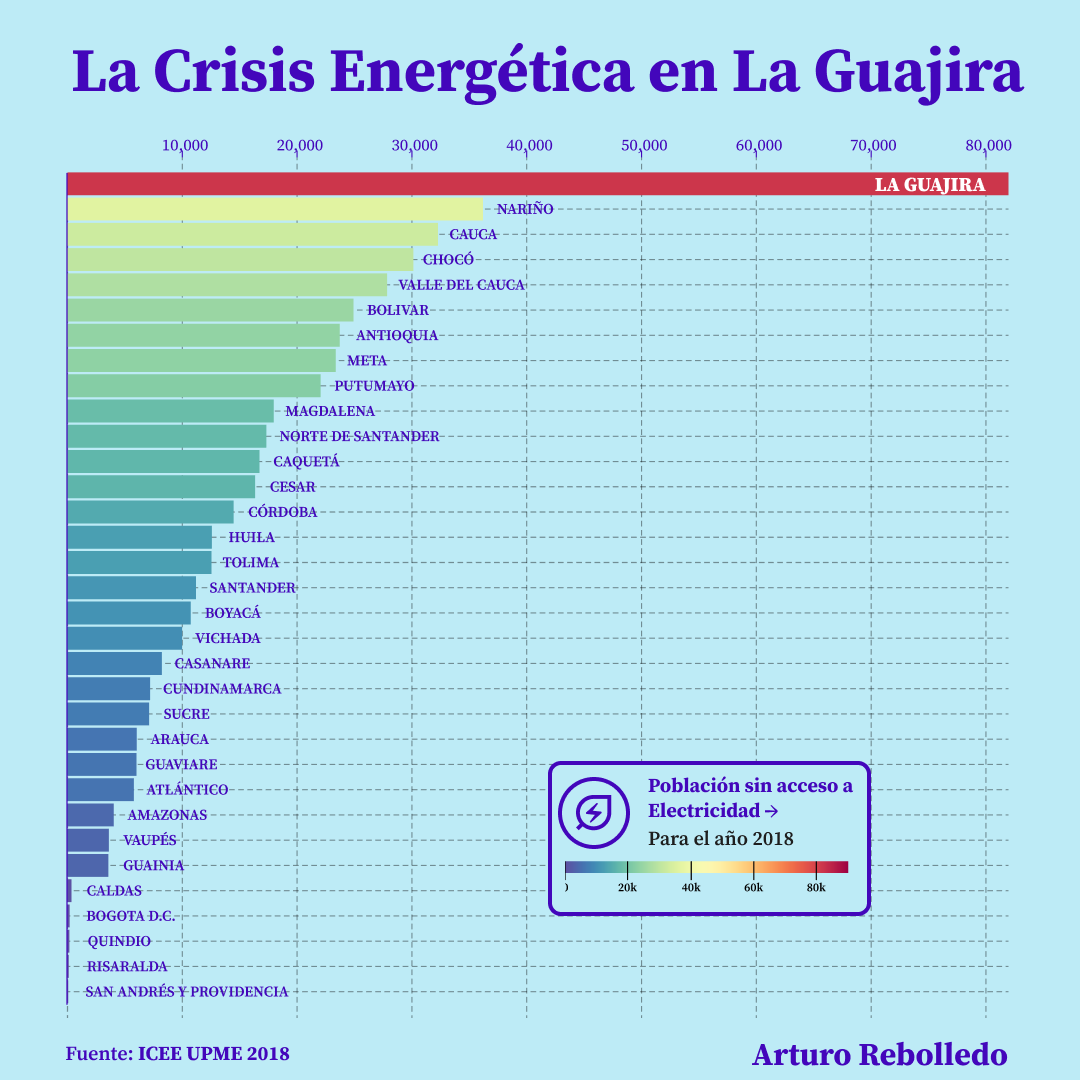 La Crisis Energética en La Guajira
10,000 20,000 30,000 40,000 50,000 60,000 70,000 80,000
LA GUAJIRA
NARIÑO
CAUCA
CHOCÓ
VALLE DEL CAUCA
BOLIVAR
ANTIOQUIA
META
PUTUMAYO
MAGDALENA
NORTE DE SANTANDER
CAQUETÁ
CESAR
CÓRDOBA
HUILA
TOLIMA
SANTANDER
BOYACÁ
VICHADA
CASANARE
CUNDINAMARCA
SUCRE
ARAUCA
GUAVIARE
ATLÁNTICO
AMAZONAS
VAUPÉS
GUAINIA
CALDAS
BOGOTA D.C.
QUINDIO
RISARALDA
SAN ANDRÉS Y PROVIDENCIA
Población sin acceso a
Electricidad →
Para el año 2018
20k 40k 60k 80k
Fuente: ICEE UPME 2018
Arturo Rebolledo